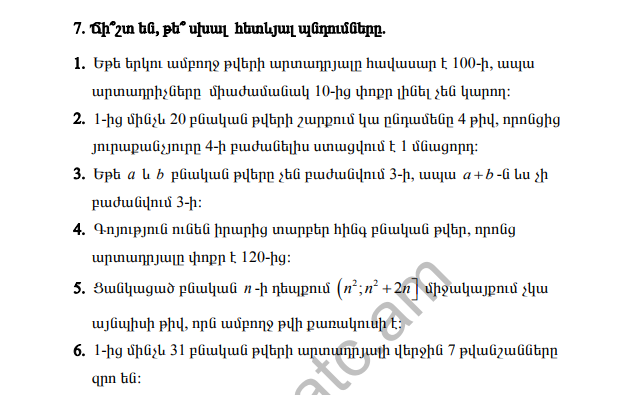 7. Ճի՞շտ են, թե՞ սխալ հետևյալ պնդումները.
1. Եթե երկու ամբողջ թվերի արտադրյալը հավասար է 100-ի, ապա
արտադրիչները միաժամանակ 10-ից փոքր լինել չեն կարող:
2. 1-ից մինչև 20 բնական թվերի շարքում կա ընդամենը 4 թիվ, որոնցից
յուրաքանչյուրը 4-ի բաժանելիս ստացվում է 1 մնացորդ:
3. Եթե a և b բնական թվերը չեն բաժանվում 3-ի, ապա a+b-ն ևս չի
բաժանվում 3-ի:
4. Գոյություն ունեն իրարից տարբեր հինգ բնական թվեր, որոնց
արտադրյալը փոքր է 120-ից:
5. Ցանկացած բնական n-ի դեպքում (n²;n²+2n] միջակայքում չկա
այնպիսի թիվ, որն ամբողջ թվի քառակուսի է:
6. 1-ից մինչև 31 բնական թվերի արտադրյալի վերջին 7 թվանշանները
զրո են:
atc.am